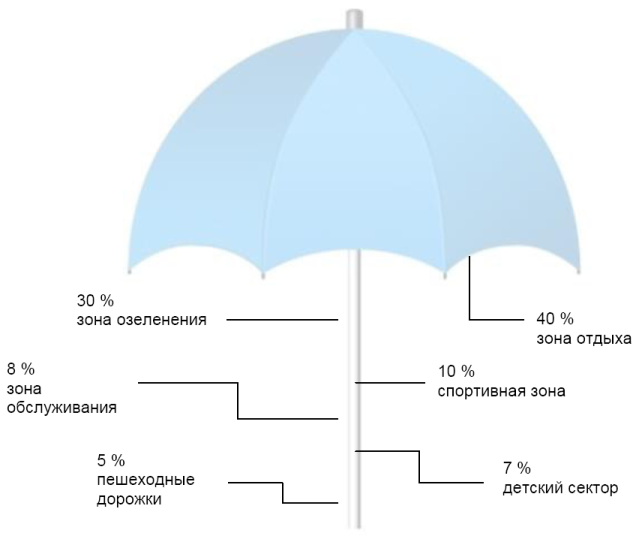 30 %
зона озеленения
40 %
зона отдыха
8 %
зона
обслуживания
10 %
спортивная зона
5 %
пешеходные
дорожки
7 %
детский сектор